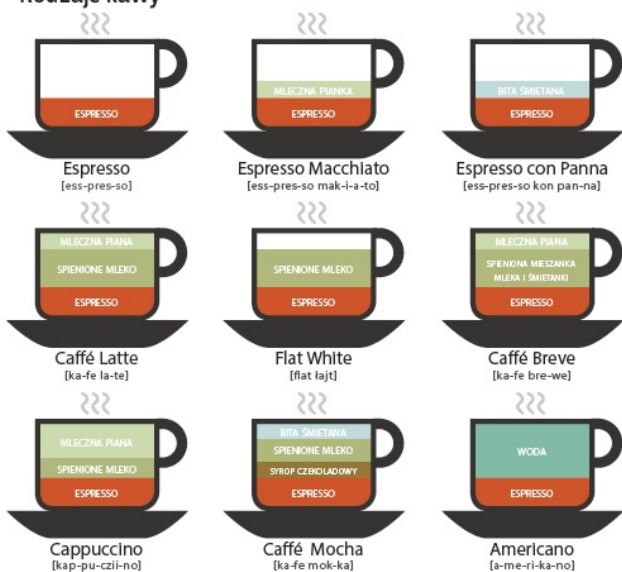 Rodzaje kawy
ESPRESSO
Espresso
[ess-pres-so]
MLECZNA PIANKA
ESPRESSO
Espresso Macchiato
[ess-pres-so mak-i-a-to]
BITA ŚMIETANA
ESPRESSO
Espresso con Panna
[ess-pres-so kon pan-na]
MLECZNA PIANA
SPIENIONE MLEKO
ESPRESSO
Caffé Latte
[ka-fe la-te]
SPIENIONE MLEKO
ESPRESSO
Flat White
[flat łajt]
MLECZNA PIANA
SPIENIONA MIESZANKA
MLEKA I ŚMIETANKI
ESPRESSO
Caffé Breve
[ka-fe bre-we]
MLECZNA PIANA
SPIENIONE MLEKO
ESPRESSO
Cappuccino
[kap-pu-czii-no]
BITA ŚMIETANA
SPIENIONE MLEKO
SYROP CZEKOLADOWY
ESPRESSO
Caffé Mocha
[ka-fe mok-ka]
WODA
ESPRESSO
Americano
[a-me-ri-ka-no]